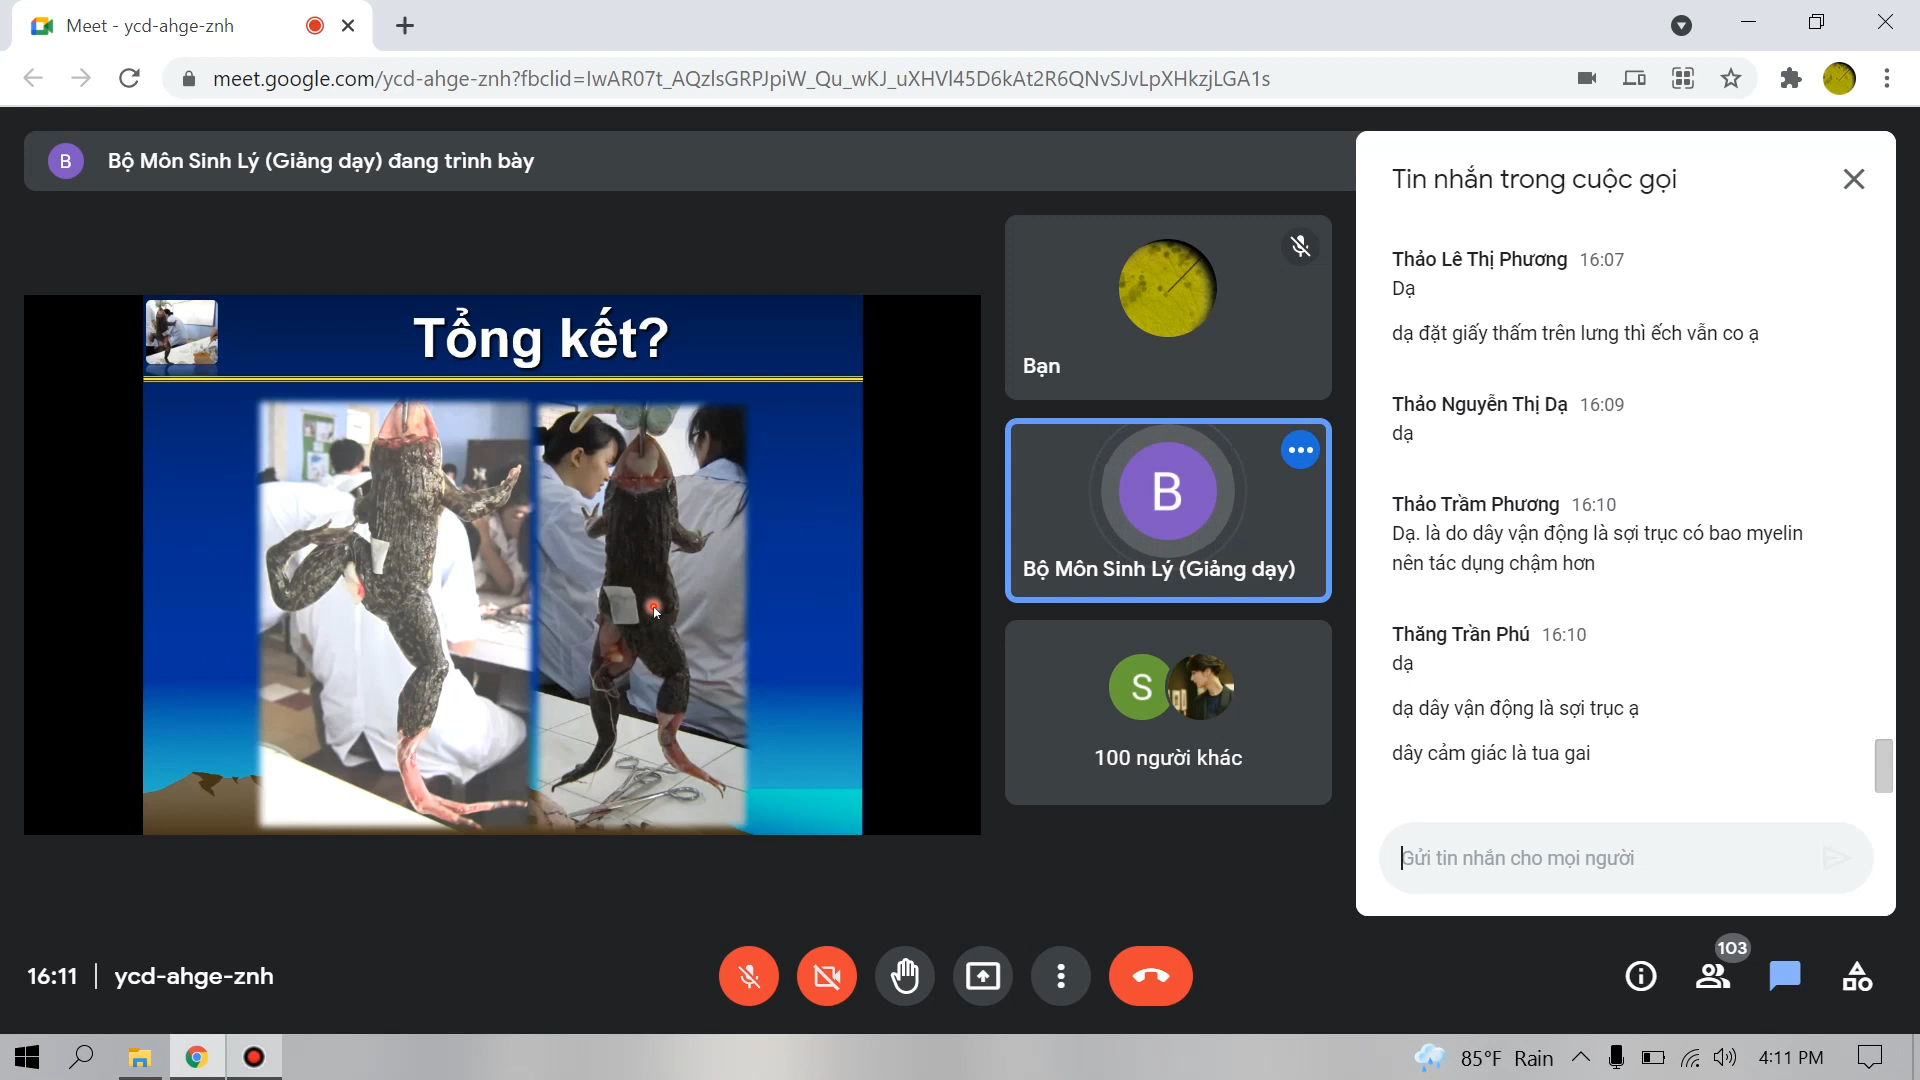 Meet - ycd-ahge-znh
meet.google.com/ycd-ahge-znh?fbclid=IwAR07t_AQzlsGRPJpiW_Qu_wKJ_uXHVl45D6kAt2R6QNvSJvLpXHkzjLGA1s
B
Bộ Môn Sinh Lý (Giảng dạy) đang trình bày
Tổng kết?
Bạn
B
Bộ Môn Sinh Lý (Giảng dạy)
S
100 người khác
Tin nhắn trong cuộc gọi
Thảo Lê Thị Phương 16:07
Dạ
dạ đặt giấy thấm trên lưng thì ếch vẫn co ạ
Thảo Nguyễn Thị Dạ 16:09
dạ
Thảo Trầm Phương 16:10
Dạ. là do dây vận động là sợi trục có bao myelin
nên tác dụng chậm hơn
Thăng Trần Phú 16:10
dạ
dạ dây vận động là sợi trục ạ
dây cảm giác là tua gai
Gửi tin nhắn cho mọi người
16:11 | ycd-ahge-znh
103
85°F Rain
4:11 PM